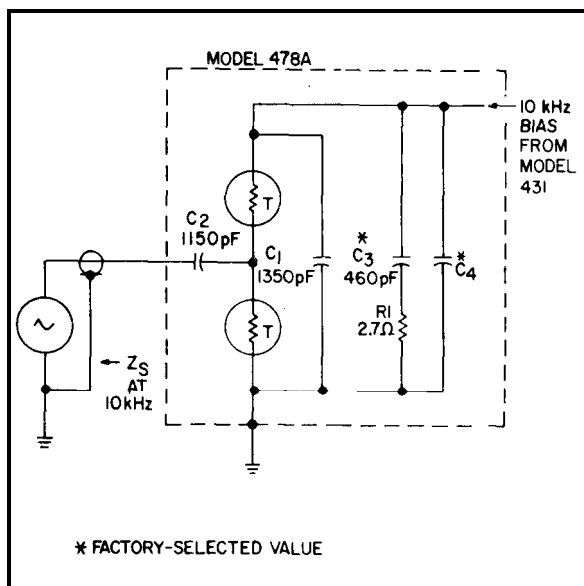 MODEL 478A
10 kHz
BIAS
FROM
MODEL
431
T
C2
1150pF
C1
1350pF
*
C3
460pF
*
C4
R1
2.7Ω
T
ZS
AT
10kHz
* FACTORY-SELECTED VALUE